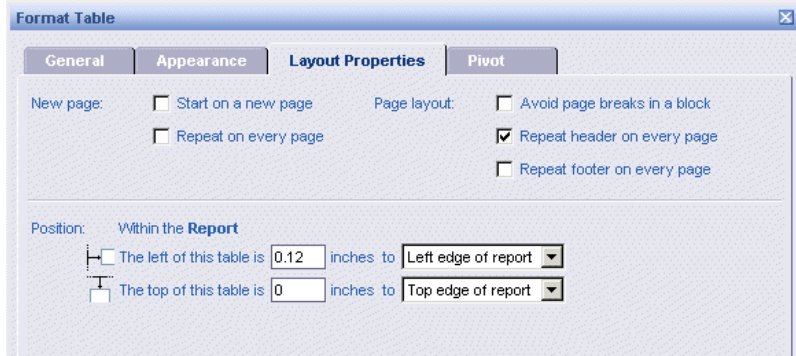 Format Table
General Appearance Layout Properties Pivot
New page: Start on a new page Page layout: Avoid page breaks in a block
Repeat on every page Repeat header on every page
Repeat footer on every page
Position: Within the Report
The left of this table is 0.12 inches to Left edge of report
The top of this table is 0 inches to Top edge of report